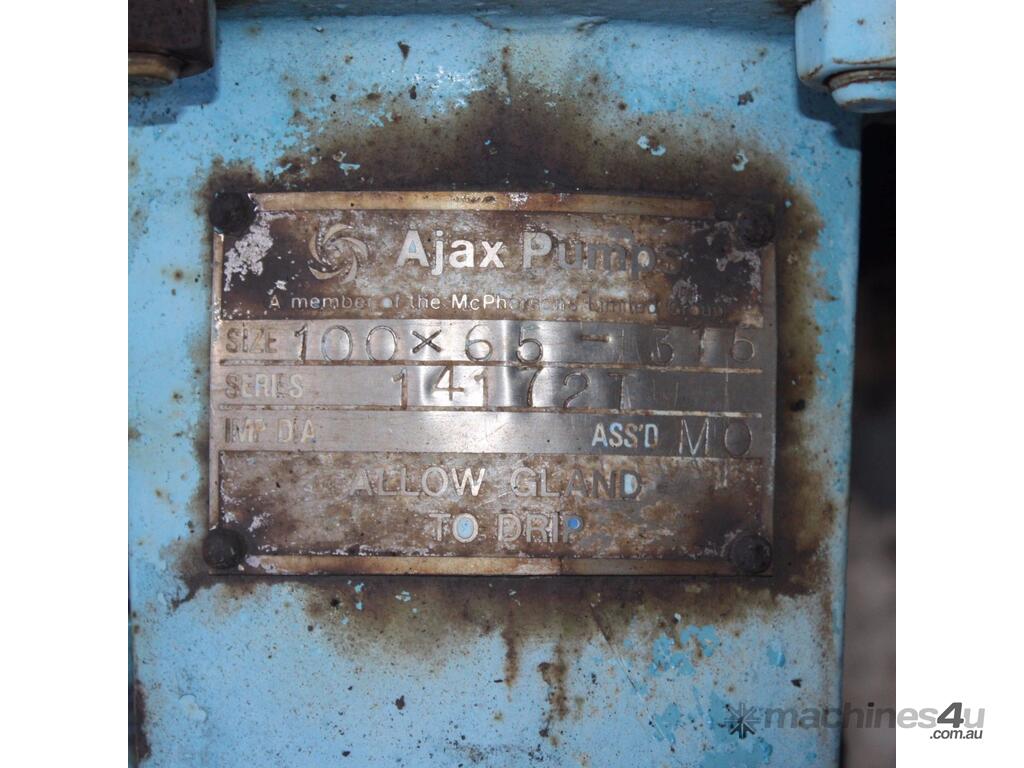 Ajax Pumps
A member of the McPherson's Limited Group
SIZE 100×65-315
SERIES 14172T
IMP DIA ASS'D MO
ALLOW GLAND
TO DRIP
machines4u
.com.au